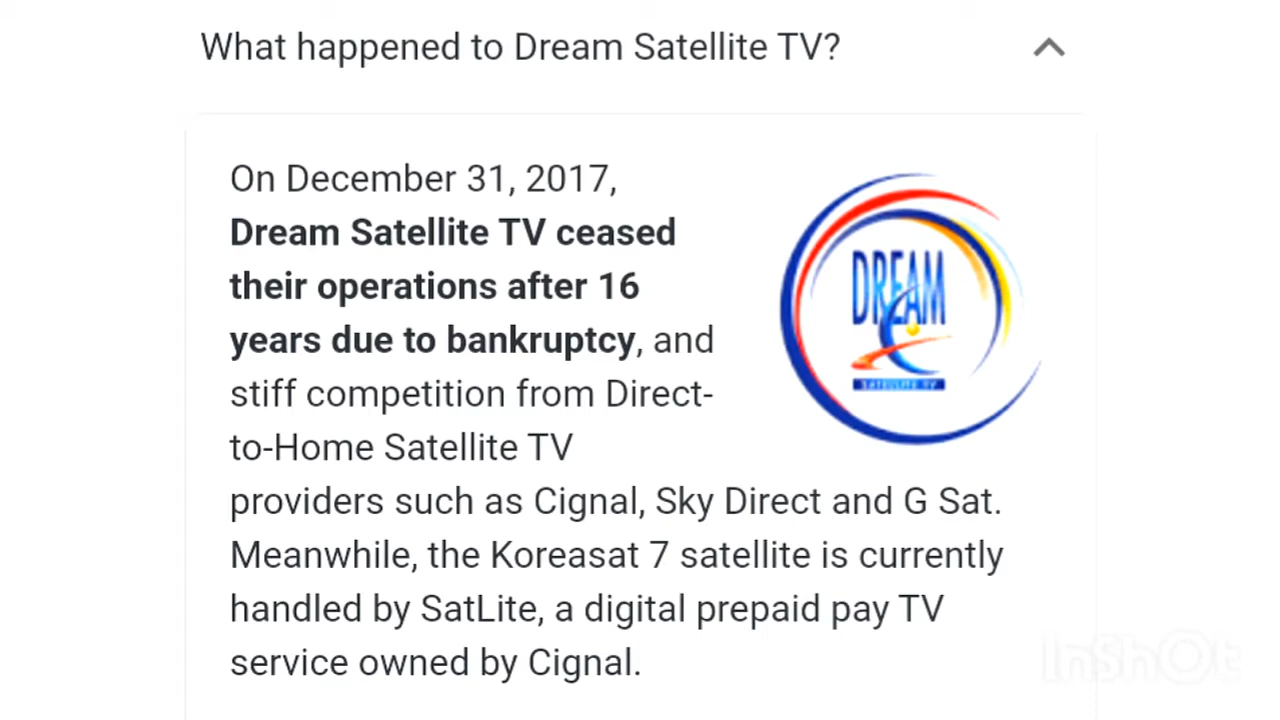 What happened to Dream Satellite TV?
On December 31, 2017,
Dream Satellite TV ceased
their operations after 16
years due to bankruptcy, and
stiff competition from Direct-
to-Home Satellite TV
providers such as Cignal, Sky Direct and G Sat.
Meanwhile, the Koreasat 7 satellite is currently
handled by SatLite, a digital prepaid pay TV
service owned by Cignal.
DREAM
SATELLITE TV
InShOt